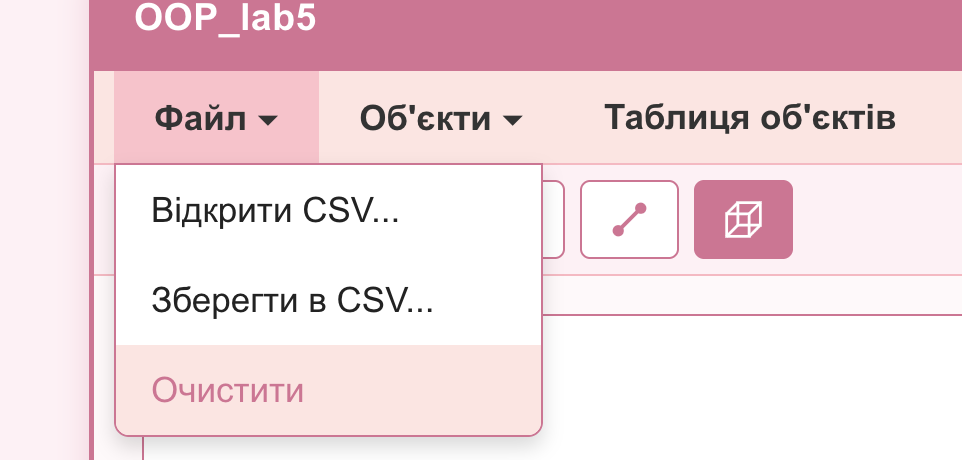 OOP_lab5
Файл Об'єкти Таблиця об'єктів
Відкрити CSV...
Зберегти в CSV...
Очистити